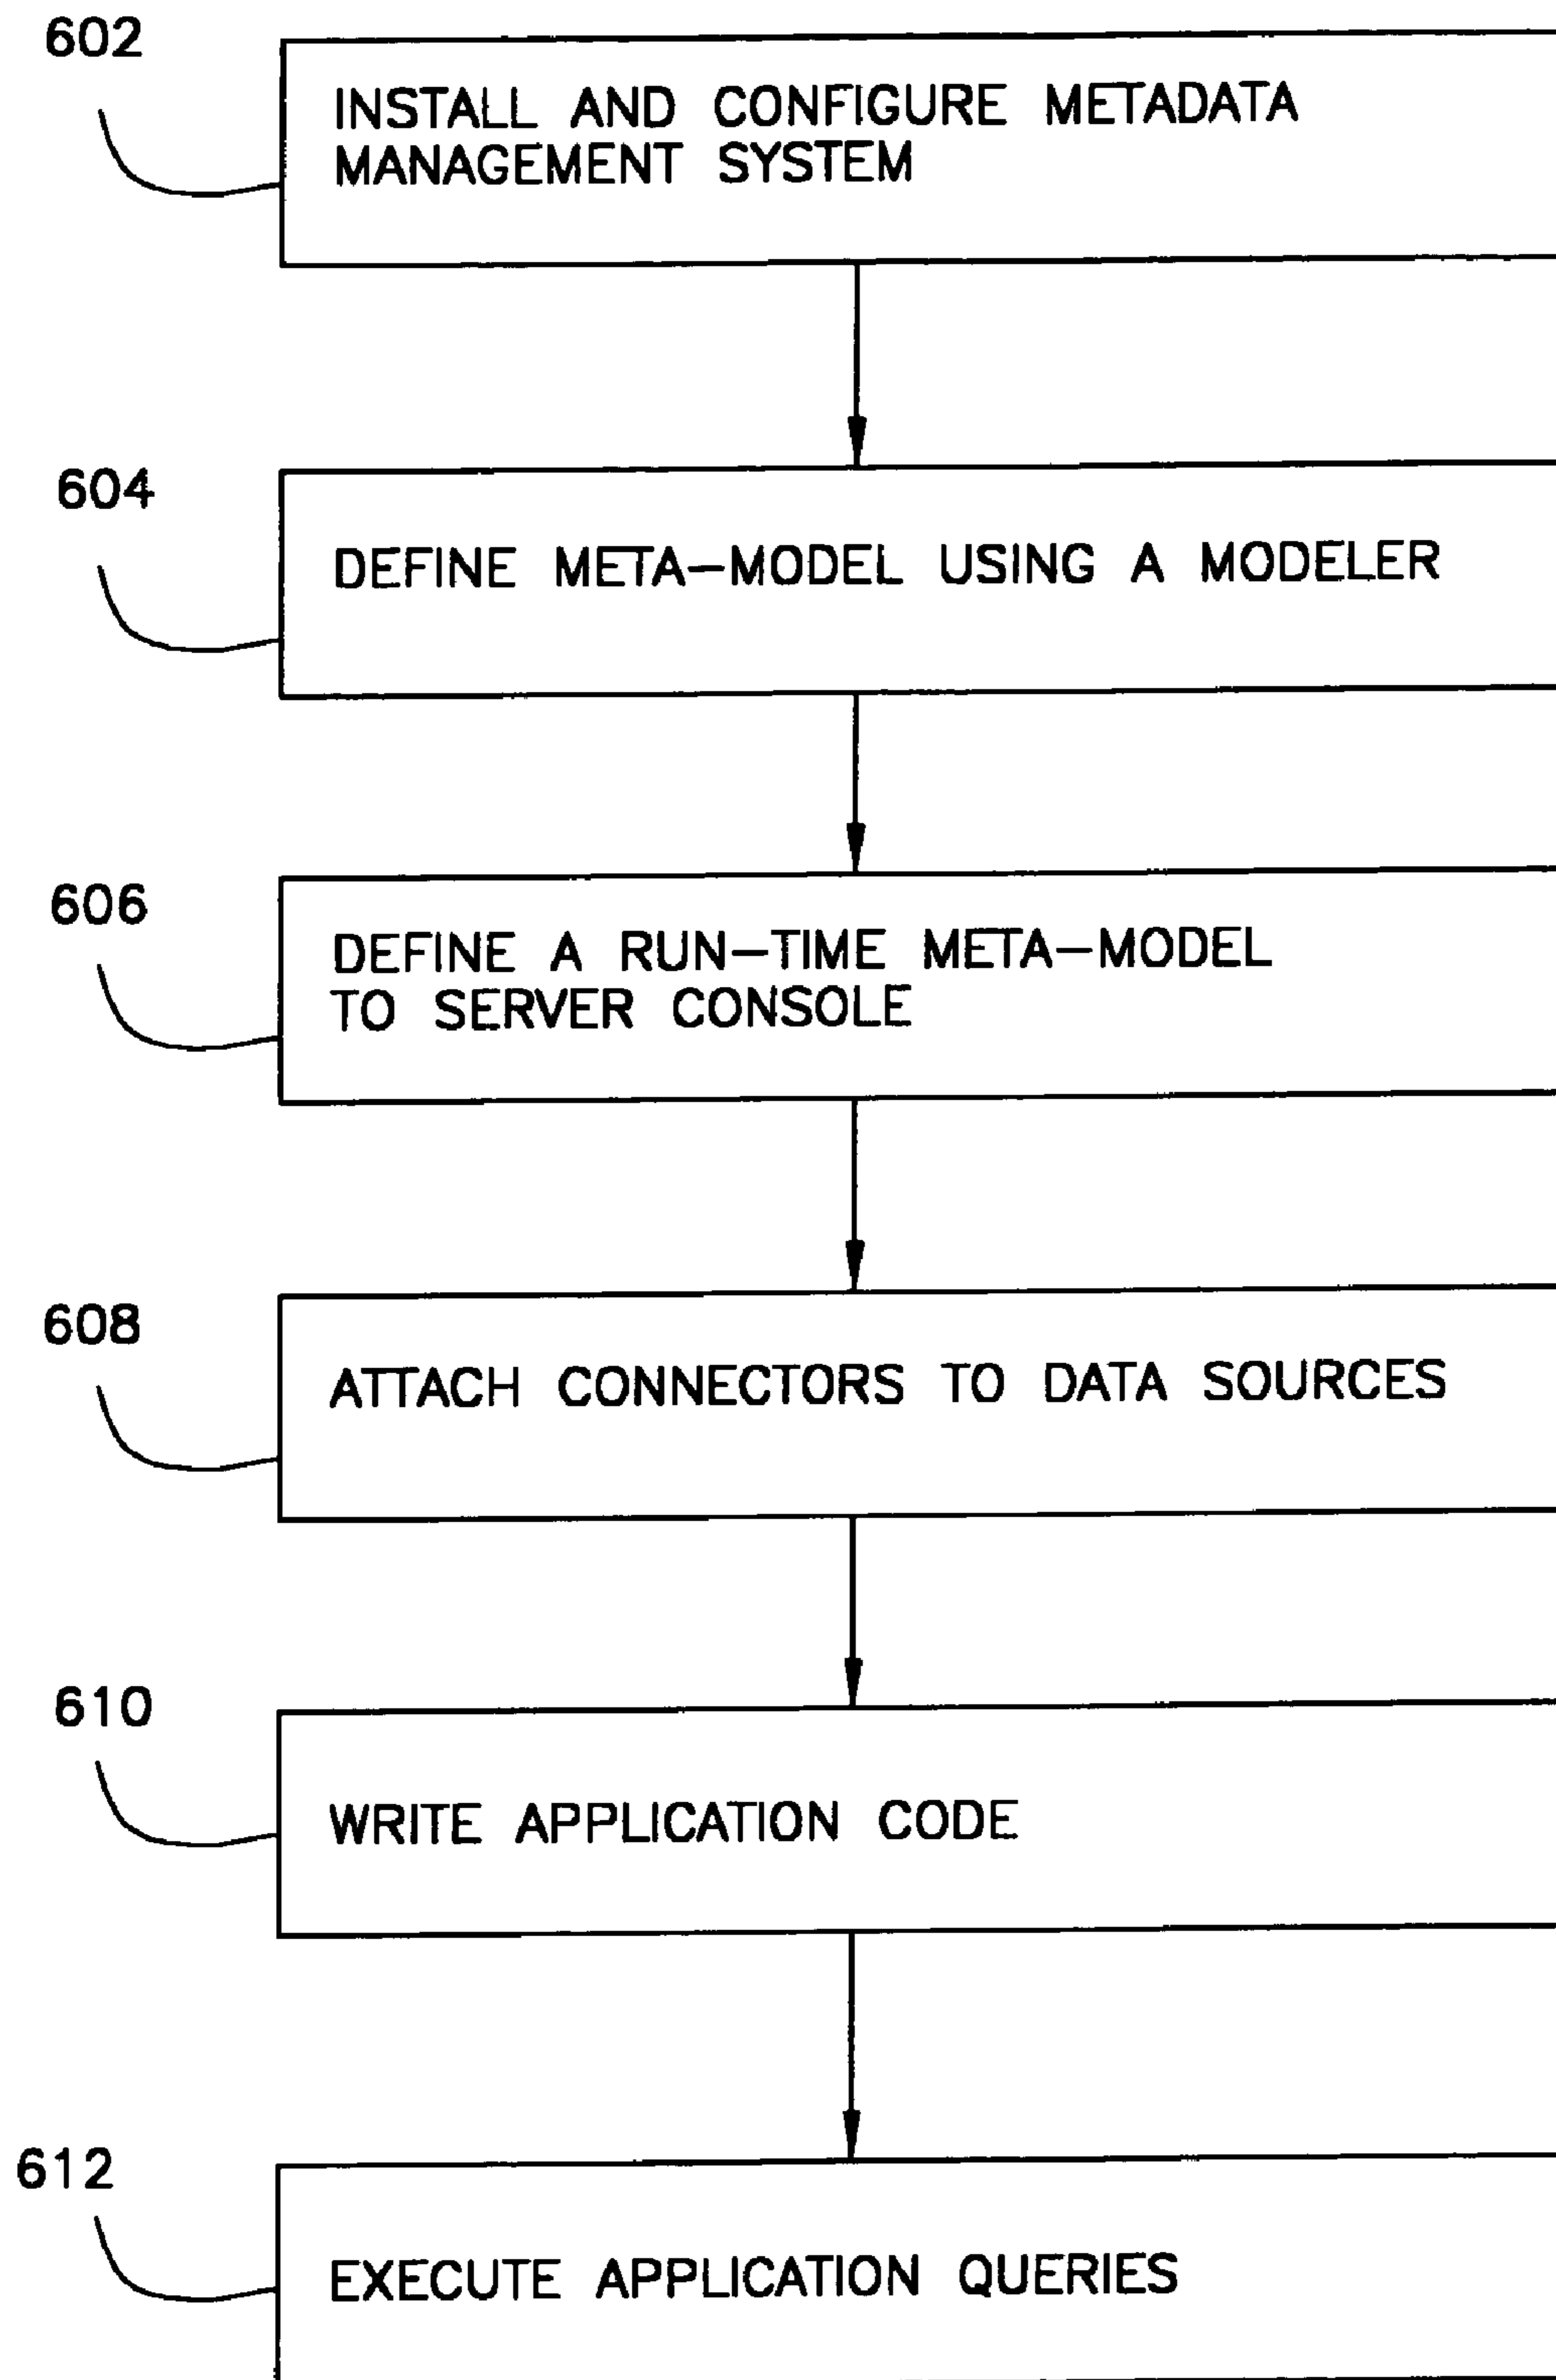 602
INSTALL AND CONFIGURE METADATA
MANAGEMENT SYSTEM
604
DEFINE META–MODEL USING A MODELER
606
DEFINE A RUN–TIME META–MODEL
TO SERVER CONSOLE
608
ATTACH CONNECTORS TO DATA SOURCES
610
WRITE APPLICATION CODE
612
EXECUTE APPLICATION QUERIES